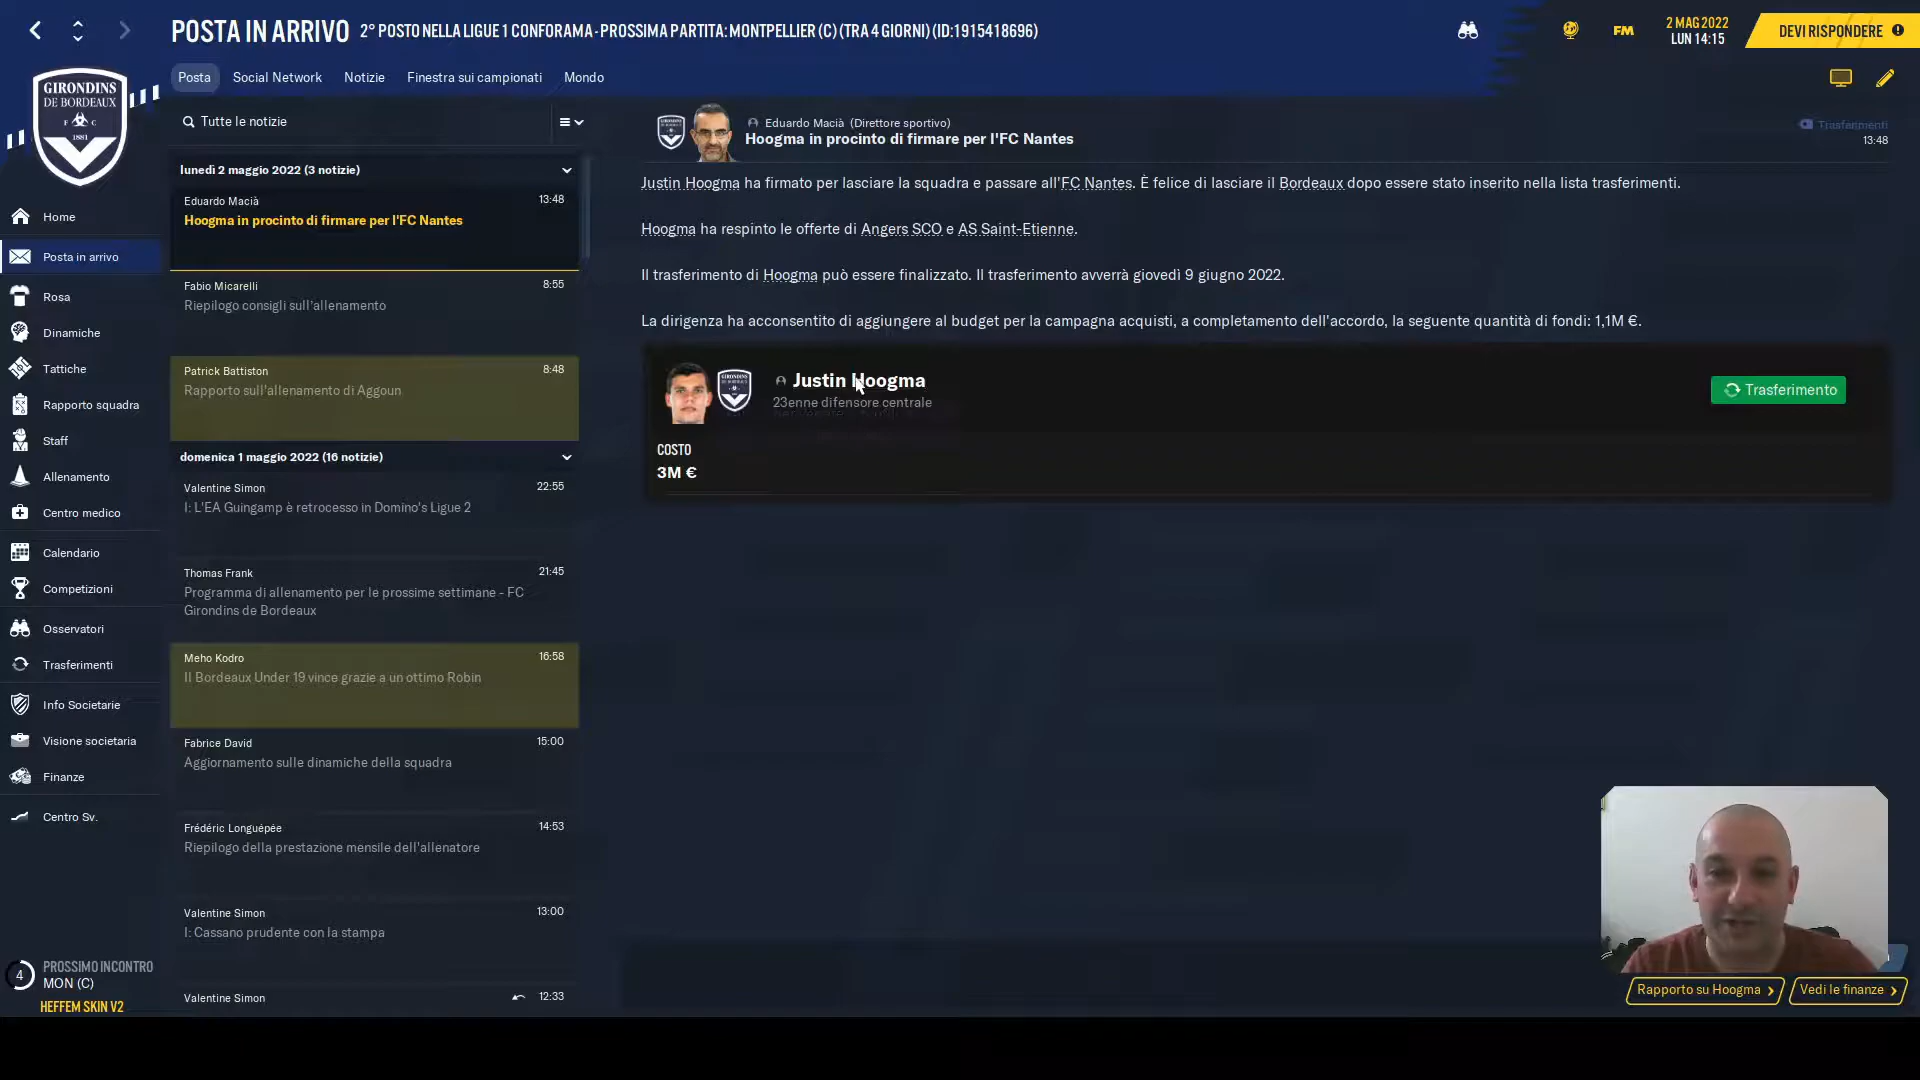 POSTA IN ARRIVO
2° POSTO NELLA LIGUE 1 CONFORAMA - PROSSIMA PARTITA: MONTPELLIER (C) (TRA 4 GIORNI) (ID:1915418696)
FM
2 MAG 2022
LUN 14:15
DEVI RISPONDERE
Posta
Social Network
Notizie
Finestra sui campionati
Mondo
GIRONDINS
DE BORDEAUX
F C
1881
Home
Posta in arrivo
Rosa
Dinamiche
Tattiche
Rapporto squadra
Staff
Allenamento
Centro medico
Calendario
Competizioni
Osservatori
Trasferimenti
Info Societarie
Visione societaria
Finanze
Centro Sv.
4
PROSSIMO INCONTRO
MON (C)
HEFFEM SKIN V2
Tutte le notizie
lunedì 2 maggio 2022 (3 notizie)
Eduardo Macià 13:48
Hoogma in procinto di firmare per l'FC Nantes
Fabio Micarelli 8:55
Riepilogo consigli sull'allenamento
Patrick Battiston 8:48
Rapporto sull'allenamento di Aggoun
domenica 1 maggio 2022 (16 notizie)
Valentine Simon 22:55
I: L'EA Guingamp è retrocesso in Domino's Ligue 2
Thomas Frank 21:45
Programma di allenamento per le prossime settimane - FC
Girondins de Bordeaux
Meho Kodro 16:58
Il Bordeaux Under 19 vince grazie a un ottimo Robin
Fabrice David 15:00
Aggiornamento sulle dinamiche della squadra
Frédéric Longuépée 14:53
Riepilogo della prestazione mensile dell'allenatore
Valentine Simon 13:00
I: Cassano prudente con la stampa
Valentine Simon 12:33
Eduardo Macià (Direttore sportivo)
Hoogma in procinto di firmare per l'FC Nantes
Trasferimenti
13:48
Justin Hoogma ha firmato per lasciare la squadra e passare all'FC Nantes. È felice di lasciare il Bordeaux dopo essere stato inserito nella lista trasferimenti.
Hoogma ha respinto le offerte di Angers SCO e AS Saint-Etienne.
Il trasferimento di Hoogma può essere finalizzato. Il trasferimento avverrà giovedì 9 giugno 2022.
La dirigenza ha acconsentito di aggiungere al budget per la campagna acquisti, a completamento dell'accordo, la seguente quantità di fondi: 1,1M €.
Justin Hoogma
23enne difensore centrale
Trasferimento
COSTO
3M €
Rapporto su Hoogma
Vedi le finanze